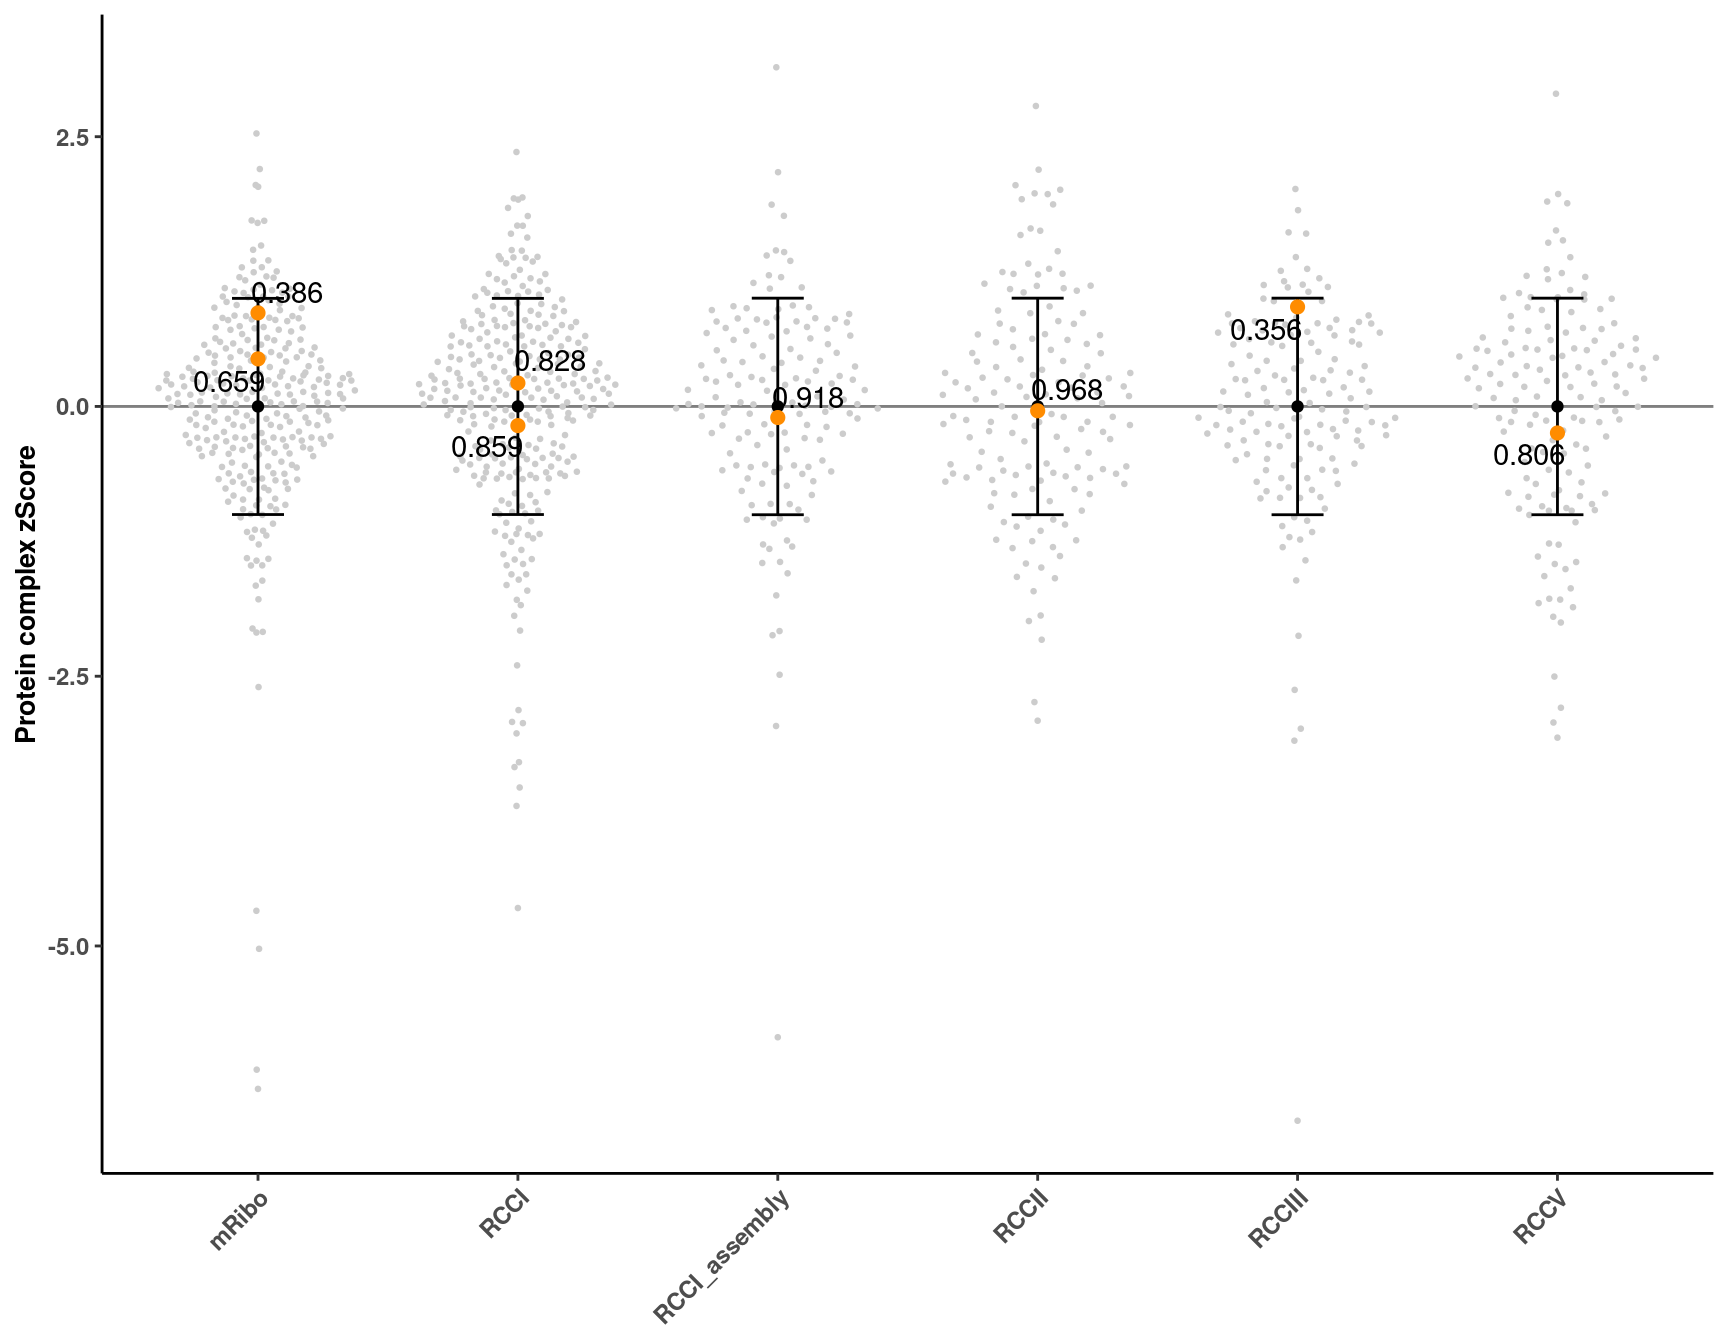 Protein complex zScore
2.5
0.0
-2.5
-5.0
0.386
0.659
0.828
0.859
0.918
0.968
0.356
0.806
mRibo
RCCI
RCCI_assembly
RCCII
RCCIII
RCCV